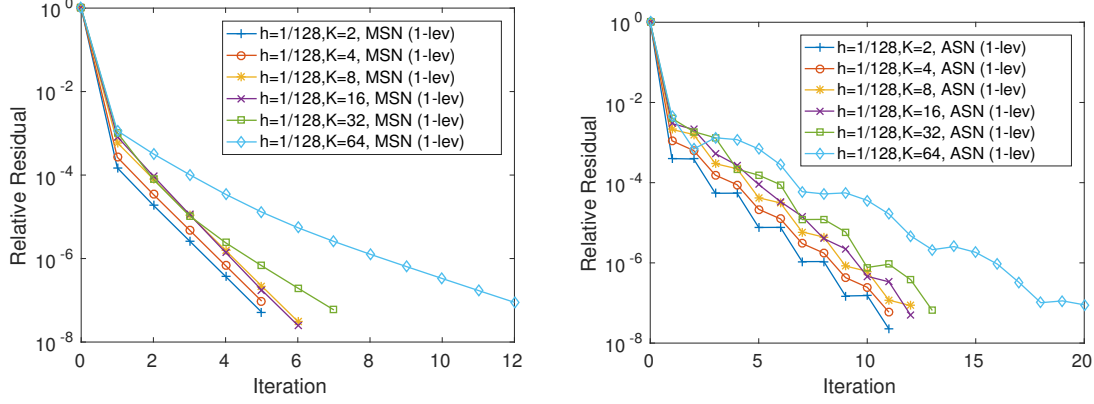 10^0
10^-2
10^-4
10^-6
10^-8
Relative Residual
0 2 4 6 8 10 12
Iteration
h=1/128,K=2, MSN (1-lev)
h=1/128,K=4, MSN (1-lev)
h=1/128,K=8, MSN (1-lev)
h=1/128,K=16, MSN (1-lev)
h=1/128,K=32, MSN (1-lev)
h=1/128,K=64, MSN (1-lev)
10^0
10^-2
10^-4
10^-6
10^-8
Relative Residual
0 5 10 15 20
Iteration
h=1/128,K=2, ASN (1-lev)
h=1/128,K=4, ASN (1-lev)
h=1/128,K=8, ASN (1-lev)
h=1/128,K=16, ASN (1-lev)
h=1/128,K=32, ASN (1-lev)
h=1/128,K=64, ASN (1-lev)